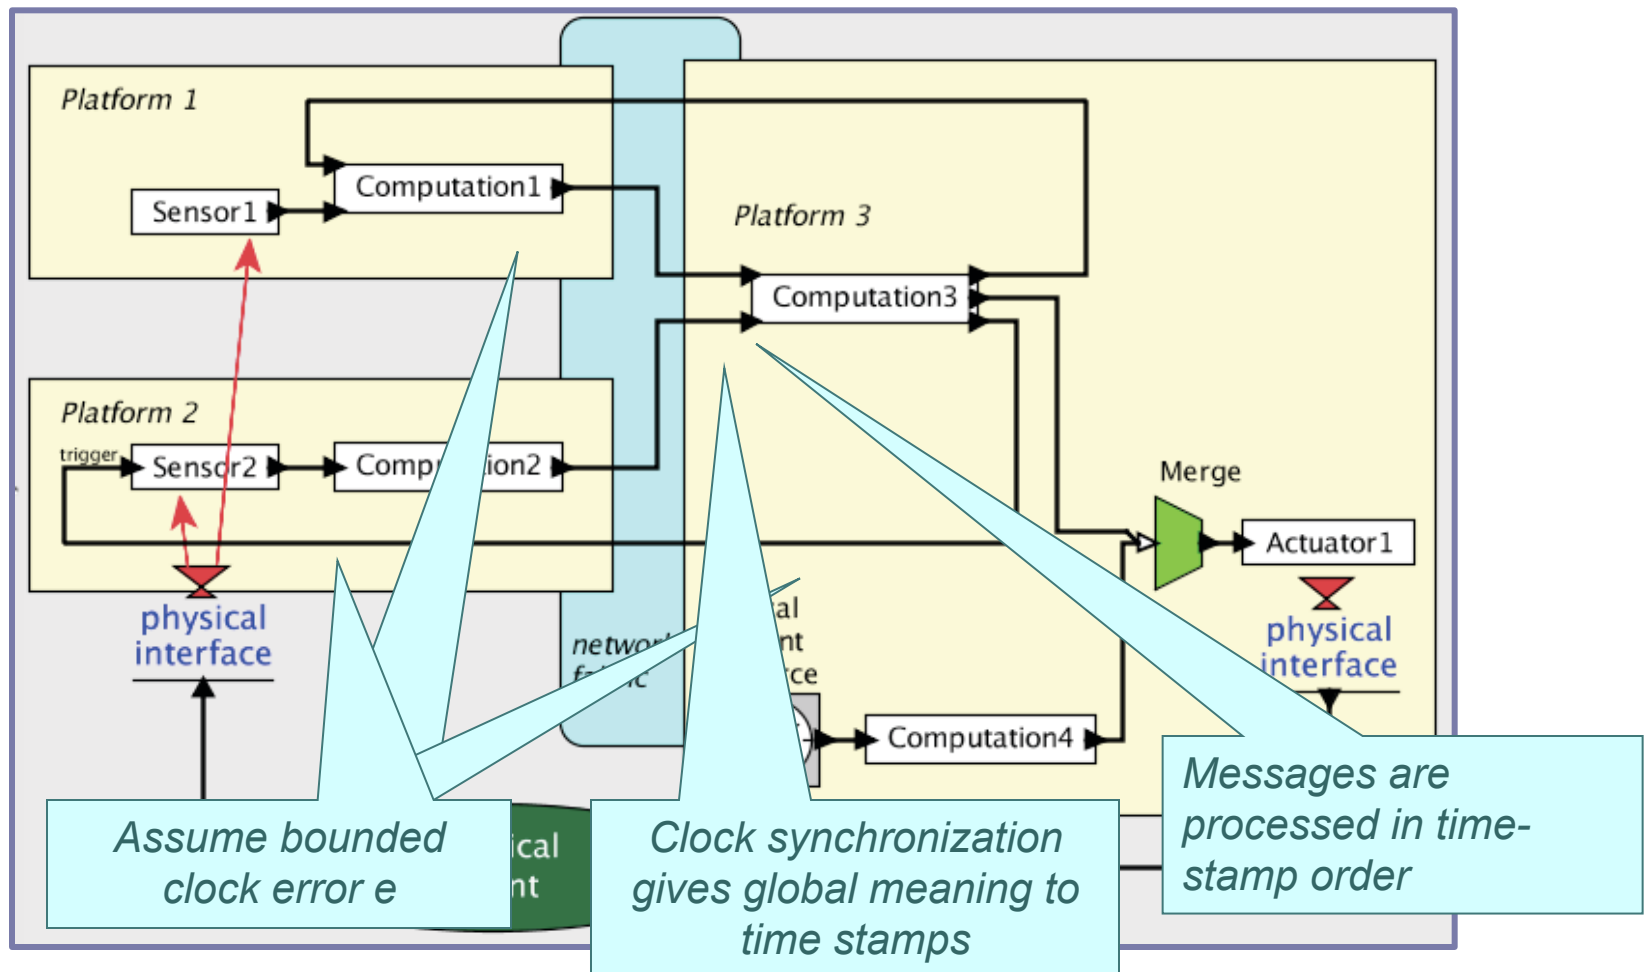 Platform 1
Computation1
Sensor1
Platform 3
Computation3
Platform 2
trigger
Sensor2
Merge
Actuator1
physical
interface
physical
interface
Computation4
Assume bounded
clock error e
Clock synchronization
gives global meaning to
time stamps
Messages are
processed in time-
stamp order